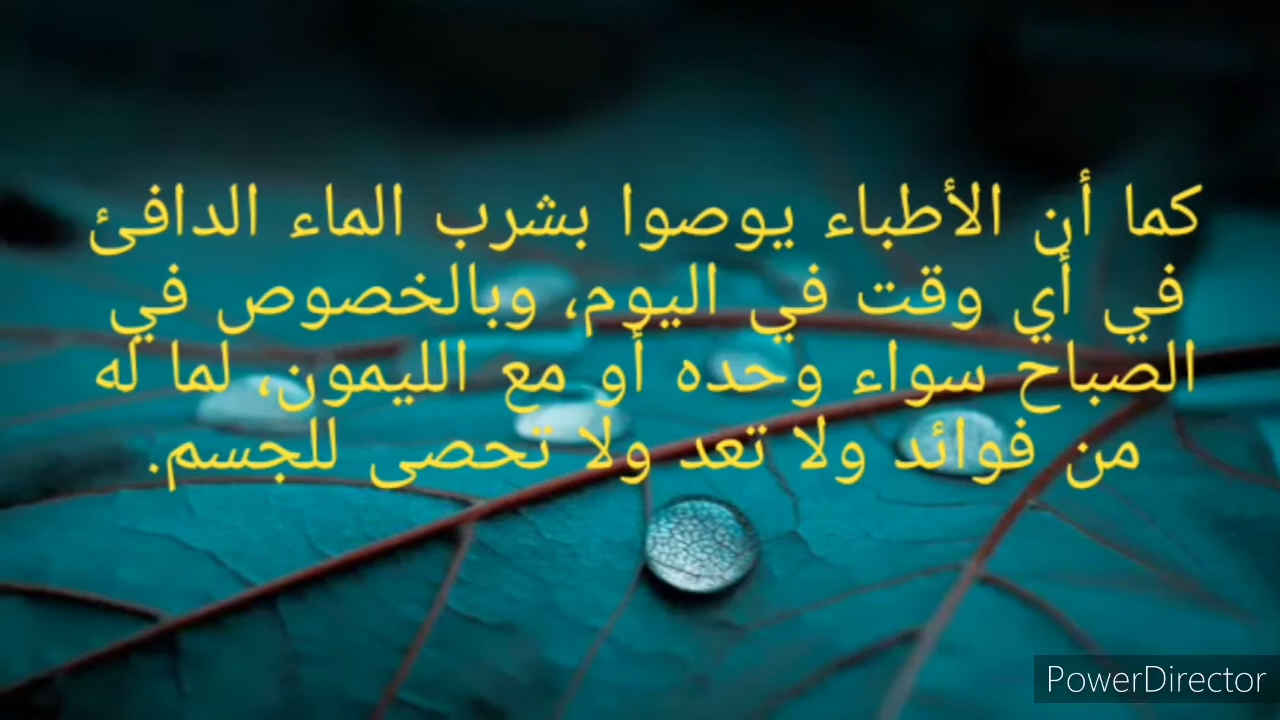 كما أن الأطباء يوصوا بشرب الماء الدافئ
في أي وقت في اليوم، وبالخصوص في
الصباح سواء وحده أو مع الليمون، لما له
من فوائد ولا تعد ولا تحصى للجسم.
PowerDirector